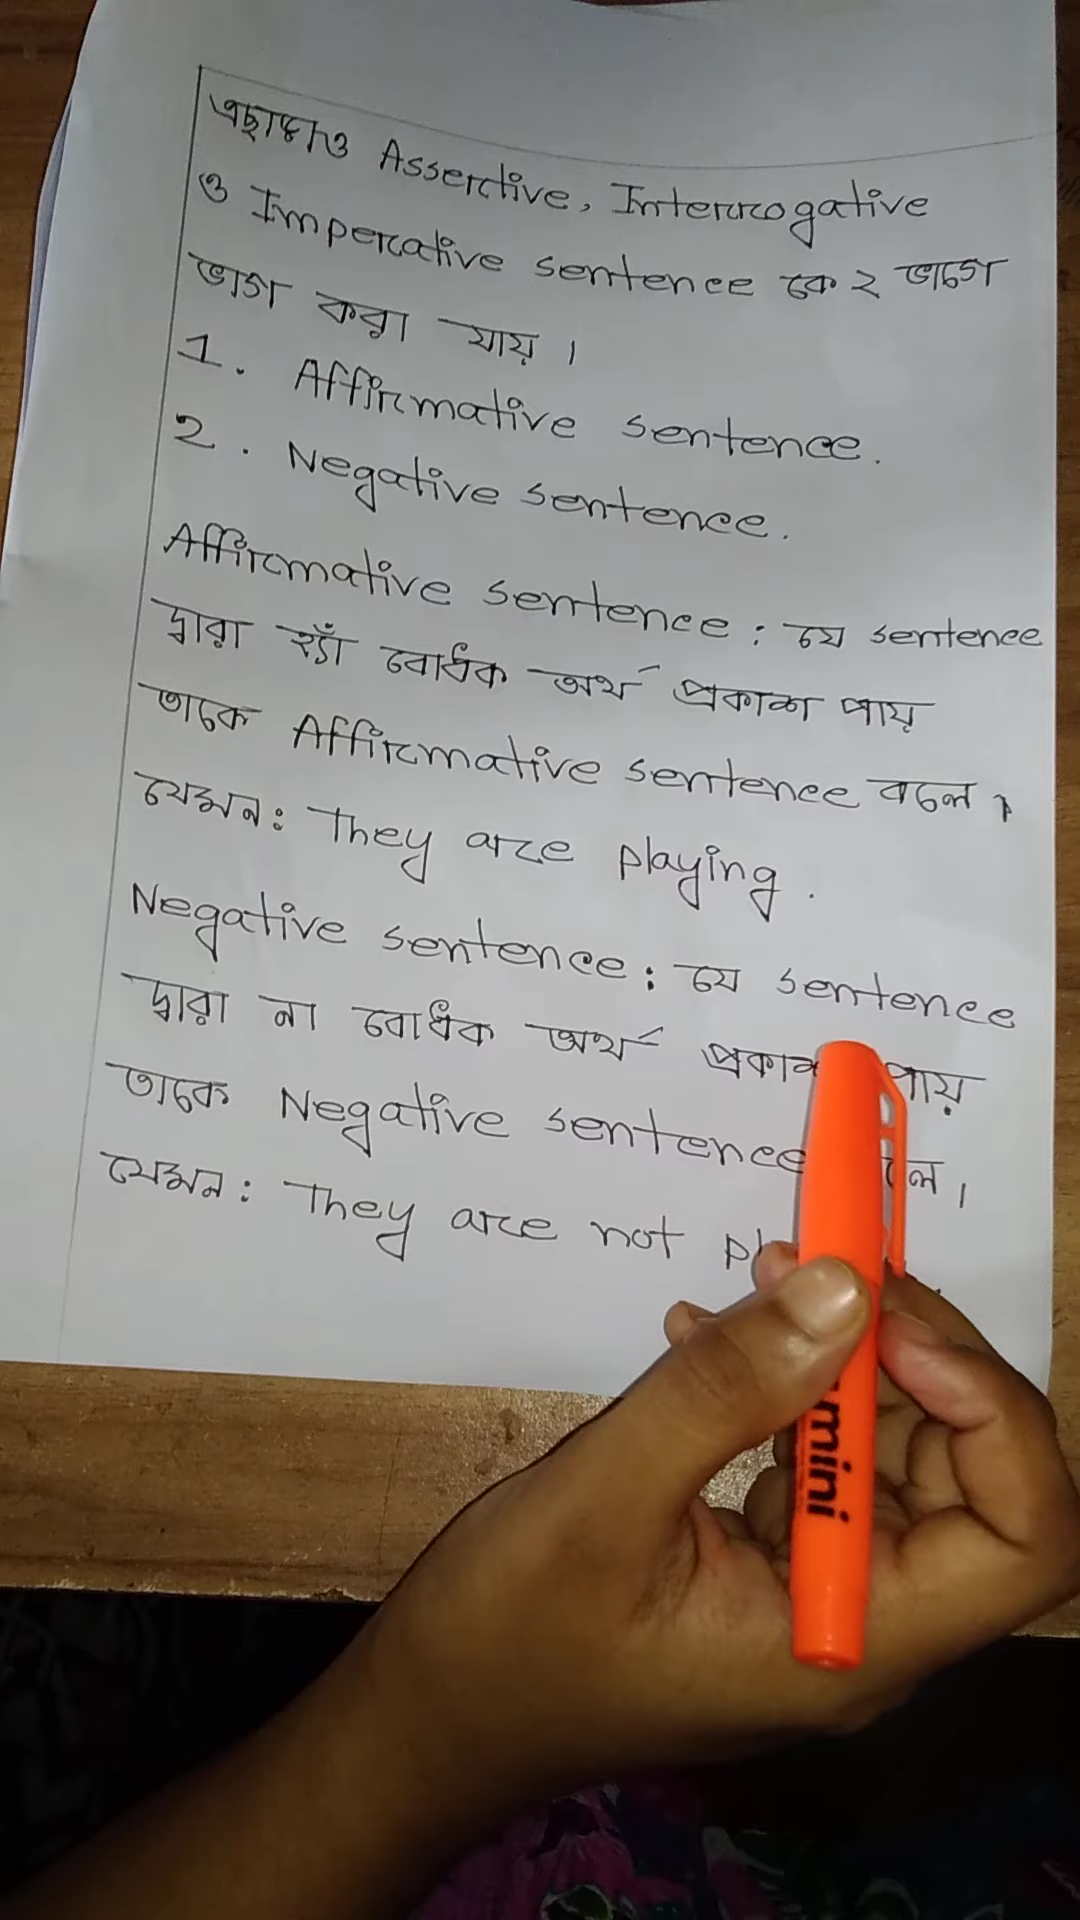 এছাড়াও Assertive, Interrogative
ও Imperative sentence কে ২ ভাগে
ভাগ করা যায় ।
1. Affirmative sentence.
2. Negative sentence.
Affirmative sentence : যে sentence
দ্বারা হ্যাঁ বোধক অর্থ প্রকাশ পায়
তাকে Affirmative sentence বলে ।
যেমন : They are playing .
Negative sentence : যে sentence
দ্বারা না বোধক অর্থ পায়
তাকে Negative sentence
যেমন : They are not
mini